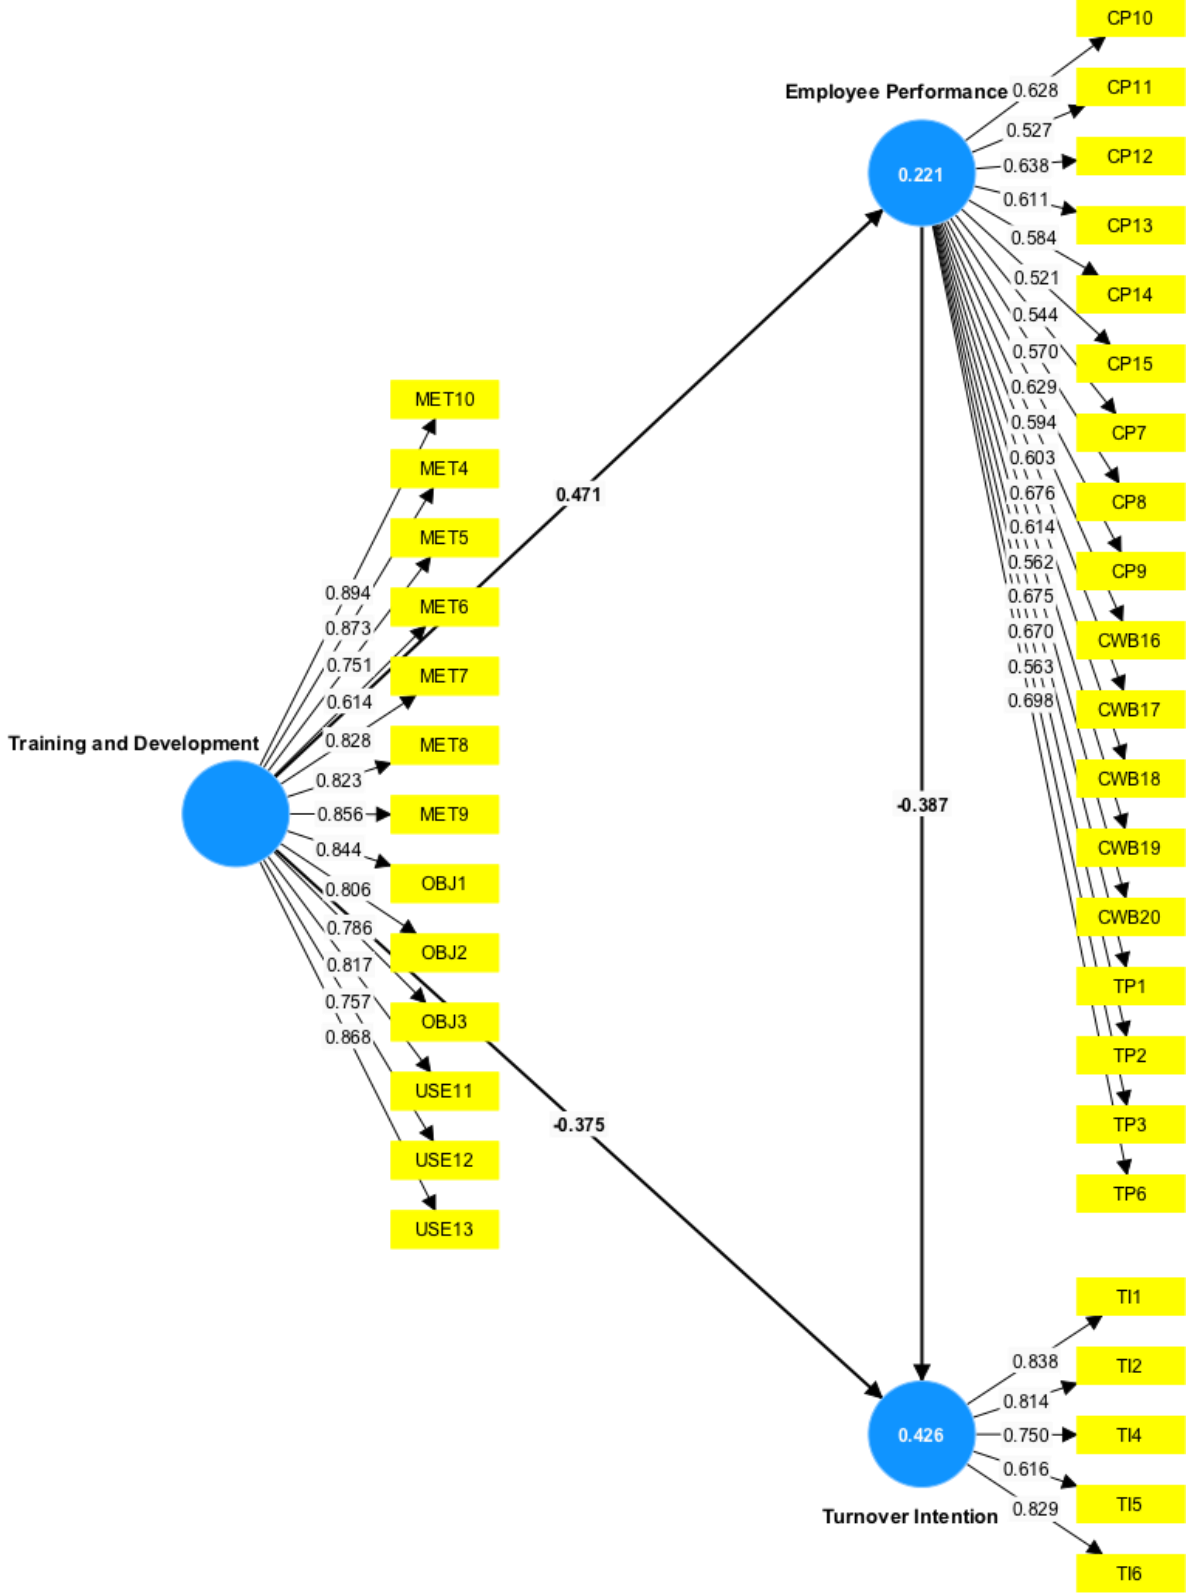 CP10
Employee Performance
0.628
CP11
0.527
0.638
CP12
0.221
0.611
CP13
0.584
CP14
0.521
0.544
0.570
CP15
0.629
CP7
0.594
0.603
CP8
0.676
0.614
0.562
CP9
0.675
0.670
CWB16
0.563
0.698
CWB17
CWB18
CWB19
CWB20
TP1
TP2
TP3
TP6
MET10
MET4
0.471
MET5
0.894
MET6
0.873
0.751
MET7
0.614
Training and Development
0.828
MET8
0.823
0.856
MET9
0.844
OBJ1
0.806
0.786
OBJ2
0.817
0.757
OBJ3
0.868
USE11
USE12
USE13
-0.387
-0.375
TI1
0.838
TI2
0.814
0.426
0.750
TI4
0.616
TI5
0.829
Turnover Intention
TI6